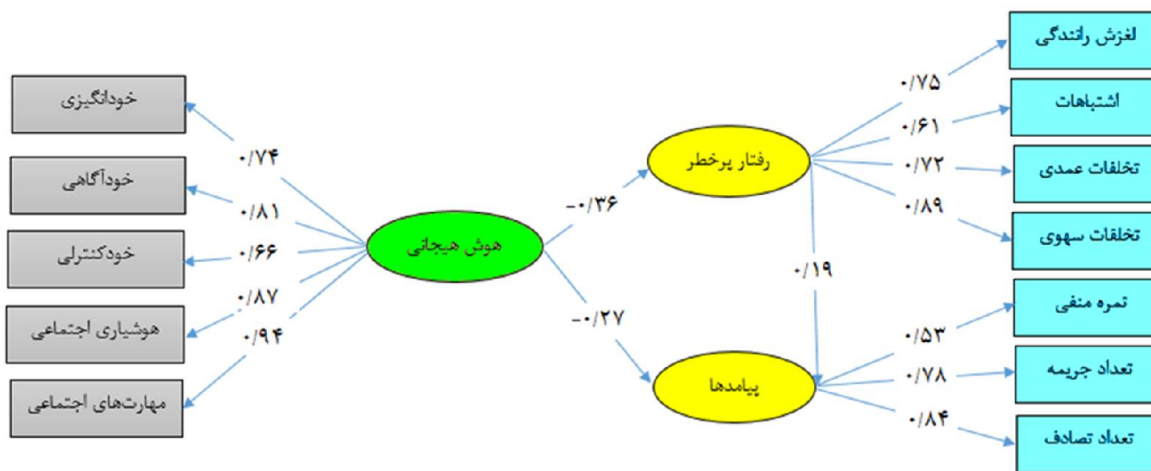 خودانگیزی
خودآگاهی
خودکنترلی
هوشیاری اجتماعی
مهارت‌های اجتماعی
۰/۷۴
۰/۸۱
۰/۶۶
۰/۸۷
۰/۹۴
هوش هیجانی
-۰/۳۶
-۰/۲۷
رفتار پرخطر
۰/۱۹
پیامدها
۰/۷۵
۰/۶۱
۰/۷۲
۰/۸۹
۰/۵۳
۰/۷۸
۰/۸۴
لغزش رانندگی
اشتباهات
تخلفات عمدی
تخلفات سهوی
نمره منفی
تعداد جریمه
تعداد تصادف